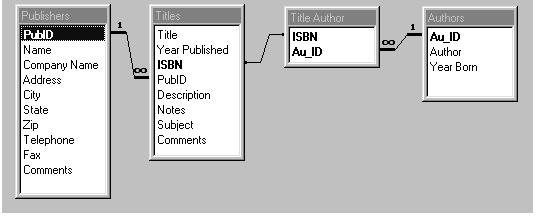 Publishers
PubID
Name
Company Name
Address
City
State
Zip
Telephone
Fax
Comments
1
∞
Titles
Title
Year Published
ISBN
PubID
Description
Notes
Subject
Comments
Title Author
ISBN
Au_ID
∞
1
Authors
Au_ID
Author
Year Born